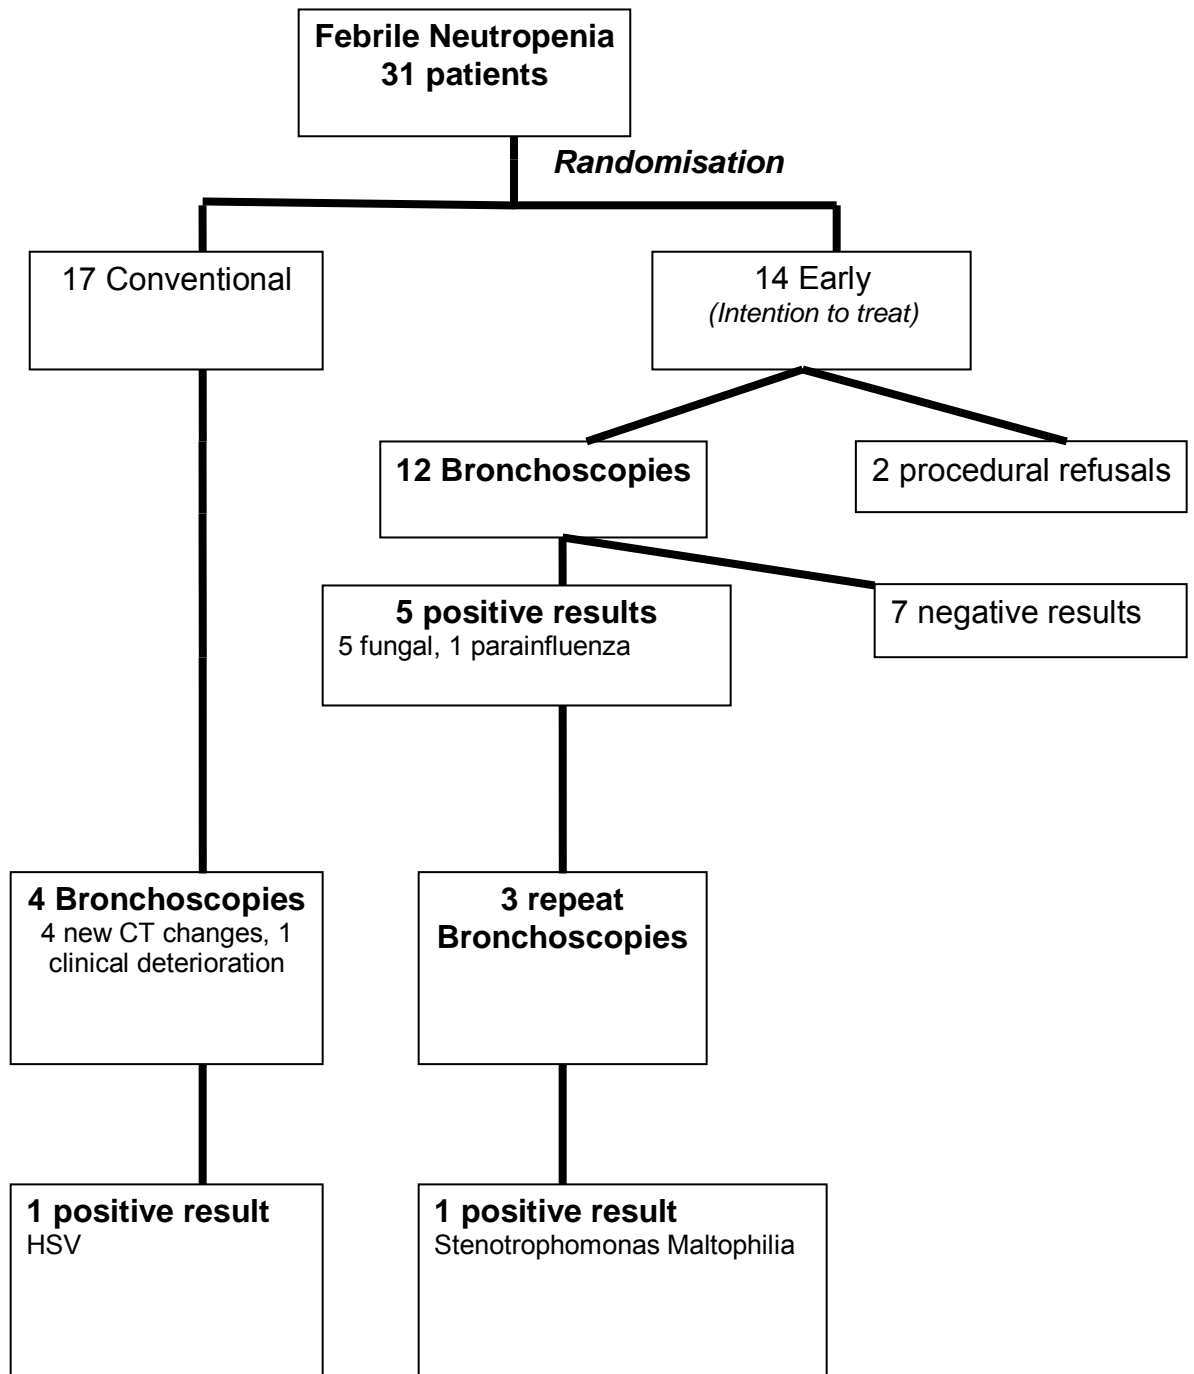 Febrile Neutropenia
31 patients
Randomisation
17 Conventional
14 Early
(Intention to treat)
12 Bronchoscopies
2 procedural refusals
5 positive results
5 fungal, 1 parainfluenza
7 negative results
4 Bronchoscopies
4 new CT changes, 1
clinical deterioration
3 repeat
Bronchoscopies
1 positive result
HSV
1 positive result
Stenotrophomonas Maltophilia